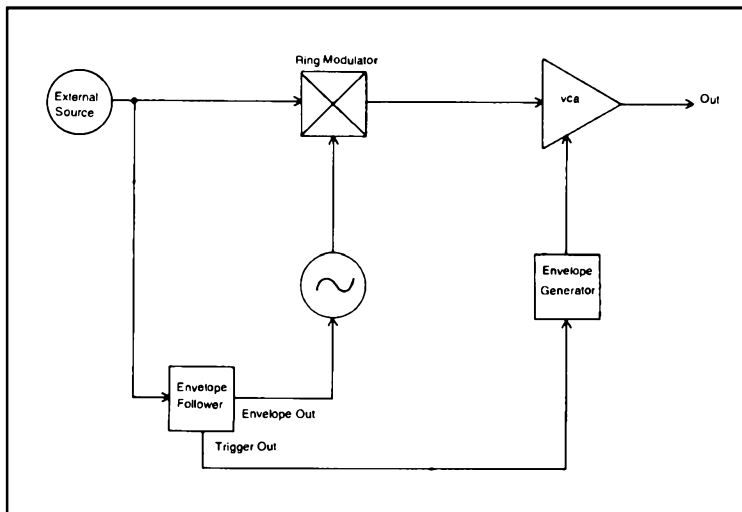 Ring Modulator
External
Source
vca
Out
Envelope
Generator
Envelope
Follower
Envelope Out
Trigger Out